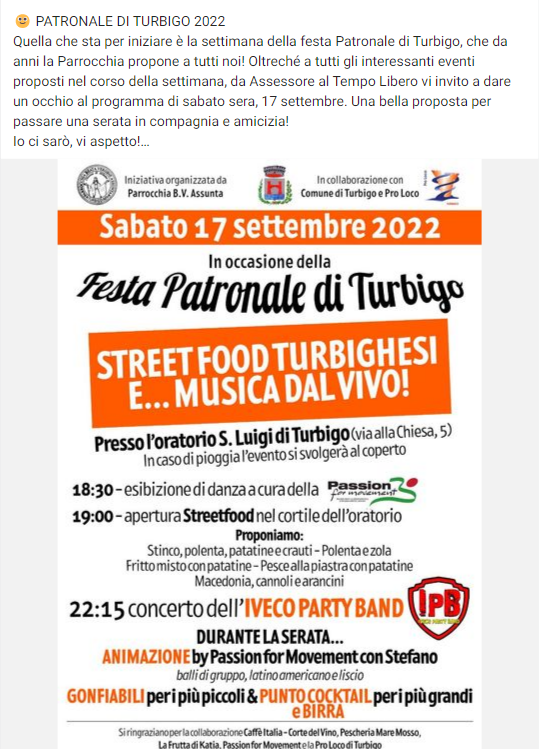 PATRONALE DI TURBIGO 2022
Quella che sta per iniziare è la settimana della festa Patronale di Turbigo, che da
anni la Parrocchia propone a tutti noi! Oltreché a tutti gli interessanti eventi
proposti nel corso della settimana, da Assessore al Tempo Libero vi invito a dare
un occhio al programma di sabato sera, 17 settembre. Una bella proposta per
passare una serata in compagnia e amicizia!
Io ci sarò, vi aspetto!...
Iniziativa organizzata da
Parrocchia B.V. Assunta
In collaborazione con
Comune di Turbigo e Pro Loco
Sabato 17 settembre 2022
In occasione della
Festa Patronale di Turbigo
STREET FOOD TURBIGHESI
E... MUSICA DAL VIVO!
Presso l'oratorio S. Luigi di Turbigo (via alla Chiesa, 5)
In caso di pioggia l'evento si svolgerà al coperto
18:30 – esibizione di danza a cura della Passion for movement
19:00 – apertura Streetfood nel cortile dell'oratorio
Proponiamo:
Stinco, polenta, patatine e crauti – Polenta e zola
Fritto misto con patatine – Pesce alla piastra con patatine
Macedonia, cannoli e arancini
22:15 concerto dell'IVECO PARTY BAND
IPB
IVECO PARTY BAND
DURANTE LA SERATA...
ANIMAZIONE by Passion for Movement con Stefano
balli di gruppo, latino americano e liscio
GONFIABILI per i più piccoli & PUNTO COCKTAIL per i più grandi
e BIRRA
Si ringraziano per la collaborazione Caffè Italia – Corte del Vino, Pescheria Mare Mosso,
La Frutta di Katia, Passion for Movement e la Pro Loco di Turbigo